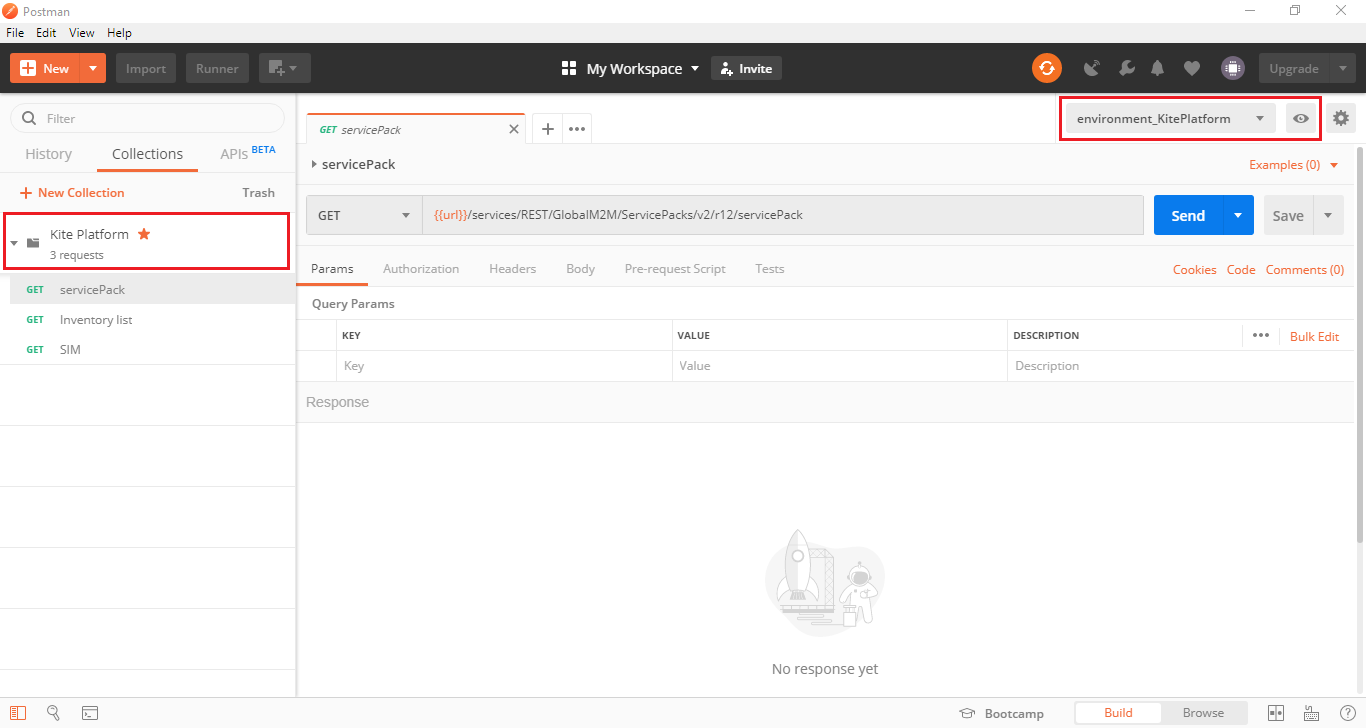 Postman
File Edit View Help
New Import Runner My Workspace Invite Upgrade
Filter
History Collections APIs BETA
New Collection Trash
Kite Platform
3 requests
GET servicePack
GET Inventory list
GET SIM
GET servicePack
environment_KitePlatform
servicePack Examples (0)
GET {{url}}/services/REST/GlobalM2M/ServicePacks/v2/r12/servicePack Send Save
Params Authorization Headers Body Pre-request Script Tests Cookies Code Comments (0)
Query Params
KEY VALUE DESCRIPTION Bulk Edit
Key Value Description
Response
No response yet
Bootcamp Build Browse